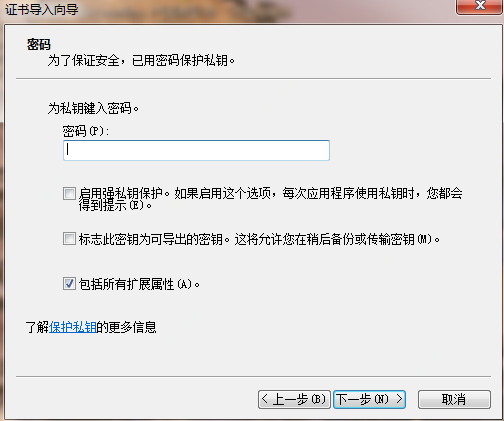 证书导入向导
密码
为了保证安全，已用密码保护私钥。
为私钥键入密码。
密码(P):
启用强私钥保护。如果启用这个选项，每次应用程序使用私钥时，您都会
得到提示(E)。
标志此密钥为可导出的密钥。这将允许您在稍后备份或传输密钥(M)。
包括所有扩展属性(A)。
了解保护私钥的更多信息
< 上一步(B) 下一步(N) > 取消